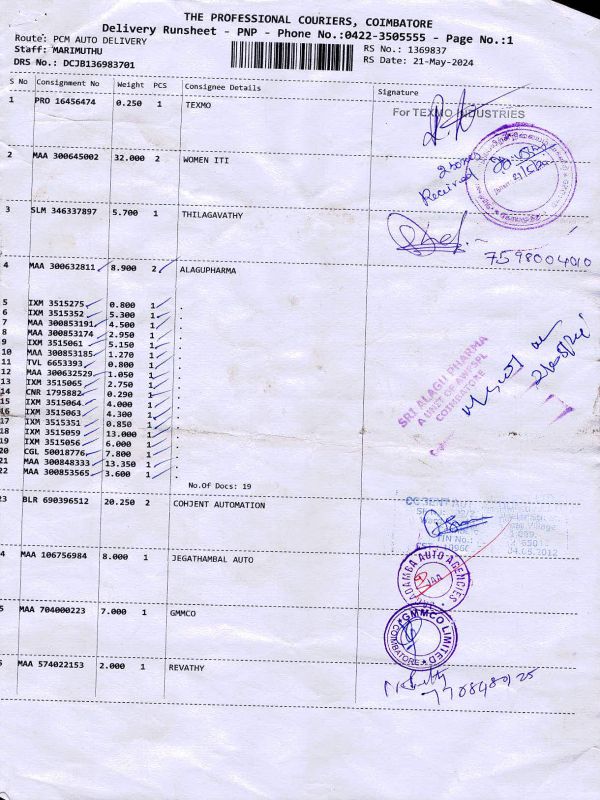 THE PROFESSIONAL COURIERS, COIMBATORE
Delivery Runsheet - PNP - Phone No.:0422-3505555 - Page No.:1
Route: PCM AUTO DELIVERY
Staff: MARIMUTHU RS No.: 1369837
DRS No.: DCJB136983701 RS Date: 21-May-2024
S No Consignment No Weight PCS Consignee Details Signature
1 PRO 16456474 0.250 1 TEXMO
For TEXMO INDUSTRIES
2 MAA 300645002 32.000 2 WOMEN ITI
Received
3 SLM 346337897 5.700 1 THILAGAVATHY
7598004010
4 MAA 300632811 8.900 2 ALAGUPHARMA
5 IXM 3515275 0.800 1 .
6 IXM 3515352 5.300 1 .
7 MAA 300853191 4.500 1 .
8 MAA 300853174 2.950 1 .
9 IXM 3515061 5.150 1 .
10 MAA 300853185 1.270 1 .
11 TVL 6653393 0.800 1 .
12 MAA 300632529 1.050 1 .
13 IXM 3515065 2.750 1 .
14 CNR 1795882 0.290 1 .
15 IXM 3515064 4.000 1 .
16 IXM 3515063 4.300 1 .
17 IXM 3515351 0.850 1 .
18 IXM 3515059 13.000 1 .
19 IXM 3515056 6.000 1 .
20 CGL 50018776 7.800 1 .
21 MAA 300848333 13.350 1 .
22 MAA 300853565 3.600 1 .
SRI ALAGU PHARMA
A UNIT OF
COIMBATORE
No.Of Docs: 19
23 BLR 690396512 20.250 2 COHJENT AUTOMATION
04.05.2012
4 MAA 106756984 8.000 1 JEGATHAMBAL AUTO
DAMBA AUTO AGENCIES
5 MAA 704000223 7.000 1 GMMCO
GMMCO LIMITED
COIMBATORE
MAA 574022153 2.000 1 REVATHY